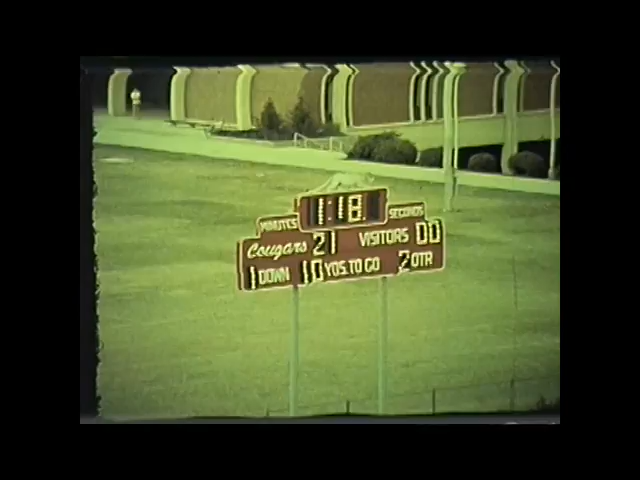 1:18
MINUTES SECONDS
Cougars 21 VISITORS 00
1 DOWN 10 YDS. TO GO 2 QTR